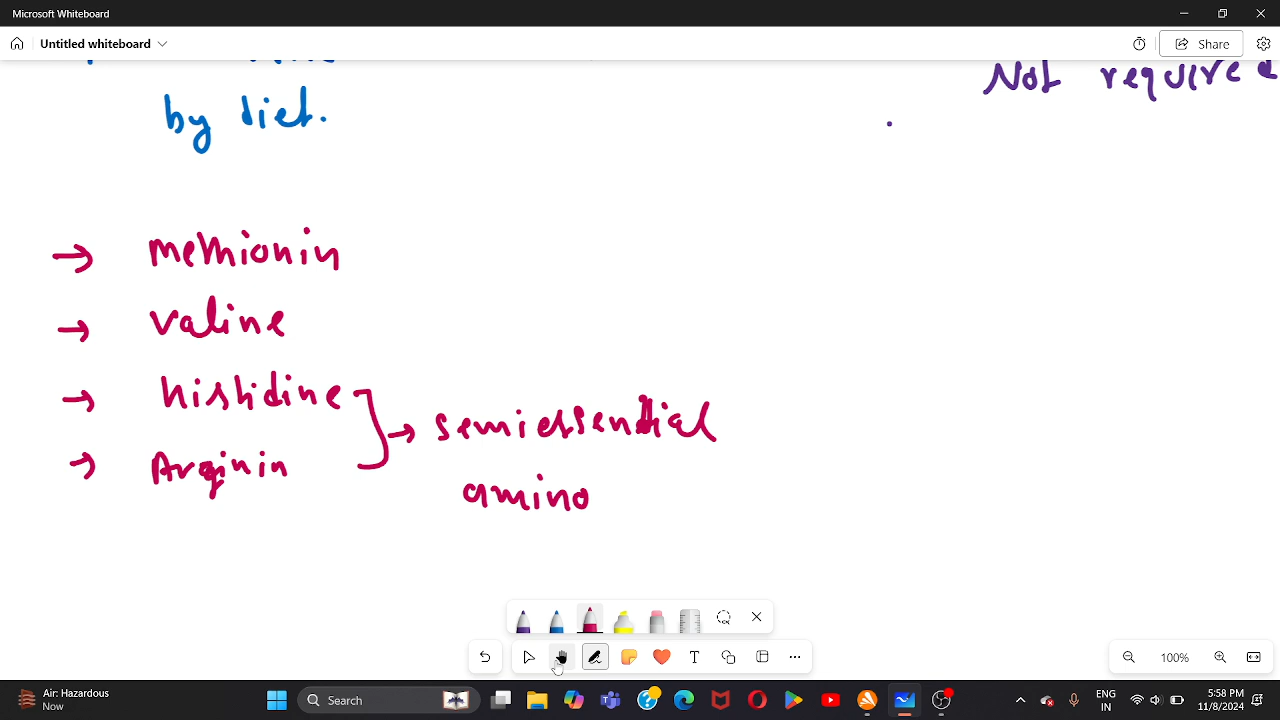 Microsoft Whiteboard
Untitled whiteboard
Share
by diet.
Not required
→ methionin
→ valine
→ histidine
→ Arginin
→ semiessential
amino
100%
Air: Hazardous
Now
Search
ENG
IN
5:58 PM
11/8/2024